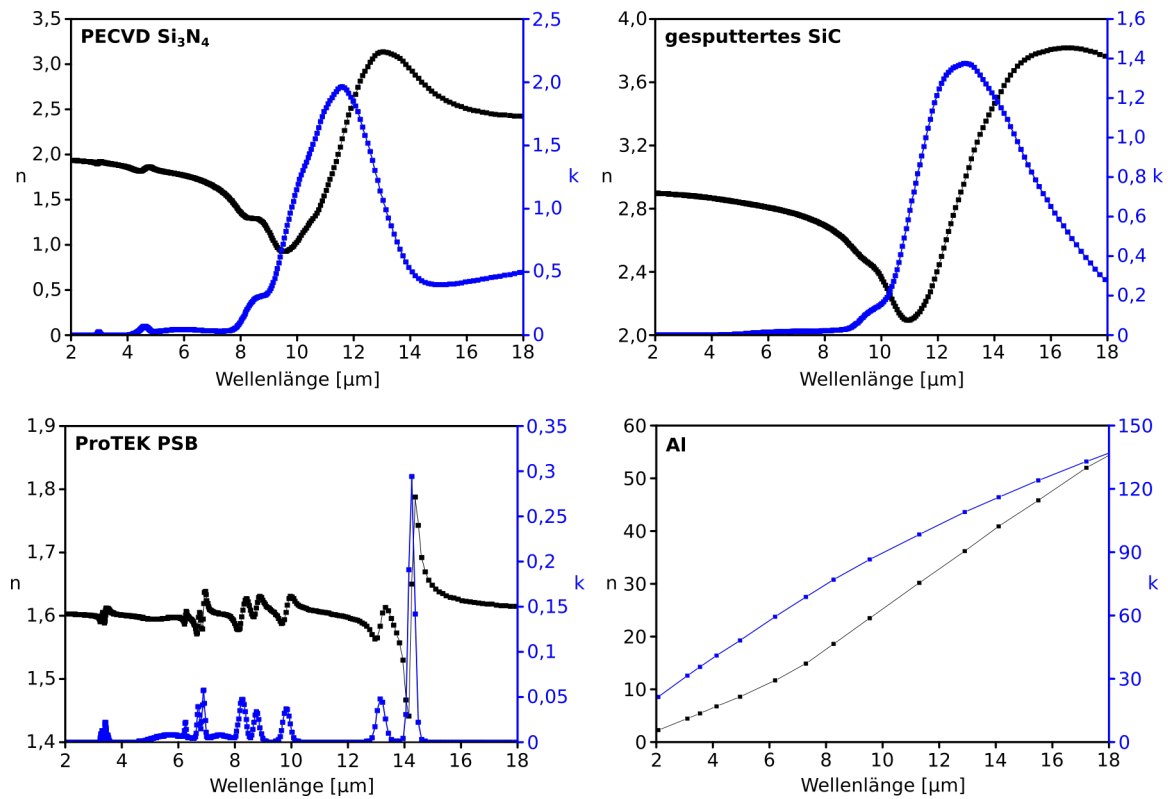 PECVD Si₃N₄
3,5
3,0
2,5
2,0
1,5
1,0
0,5
0
n
2,5
2,0
1,5
1,0
0,5
0
k
2 4 6 8 10 12 14 16 18
Wellenlänge [µm]
gesputtertes SiC
4,0
3,6
3,2
2,8
2,4
2,0
n
1,6
1,4
1,2
1,0
0,8
0,6
0,4
0,2
0
k
2 4 6 8 10 12 14 16 18
Wellenlänge [µm]
ProTEK PSB
1,9
1,8
1,7
1,6
1,5
1,4
n
0,35
0,3
0,25
0,2
0,15
0,1
0,05
0
k
2 4 6 8 10 12 14 16 18
Wellenlänge [µm]
Al
60
50
40
30
20
10
0
n
150
120
90
60
30
0
k
2 4 6 8 10 12 14 16 18
Wellenlänge [µm]